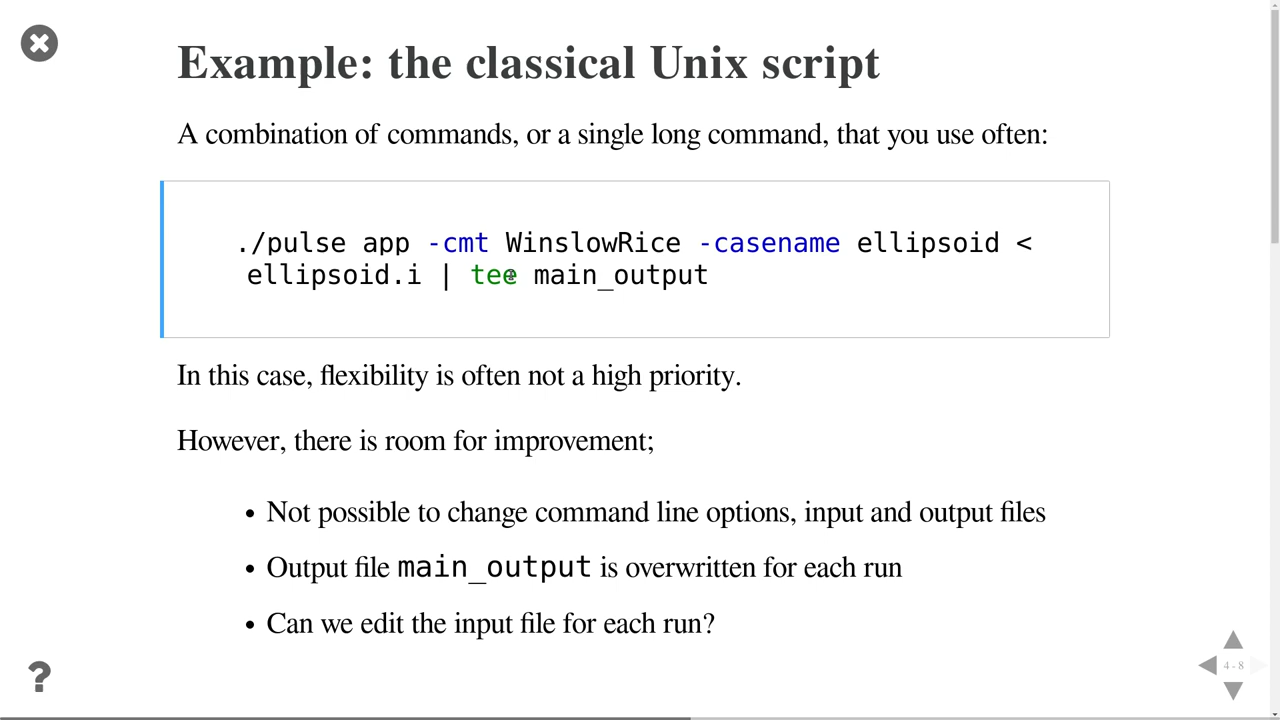 Example: the classical Unix script
A combination of commands, or a single long command, that you use often:
./pulse_app -cmt WinslowRice -casename ellipsoid <
ellipsoid.i | tee main_output
In this case, flexibility is often not a high priority.
However, there is room for improvement;
• Not possible to change command line options, input and output files
• Output file main_output is overwritten for each run
• Can we edit the input file for each run?
?
4 - 8